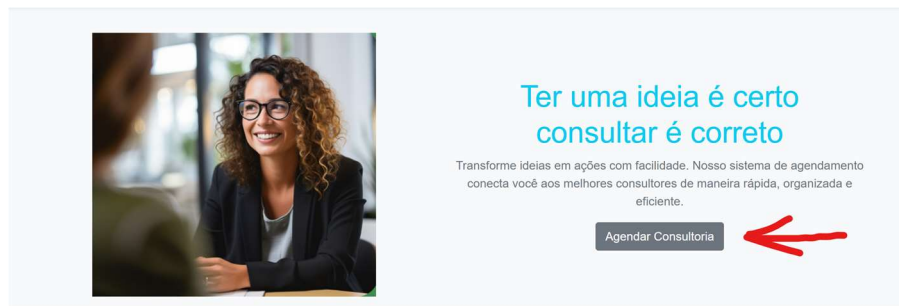 Ter uma ideia é certo
consultar é correto
Transforme ideias em ações com facilidade. Nosso sistema de agendamento
conecta você aos melhores consultores de maneira rápida, organizada e
eficiente.
Agendar Consultoria